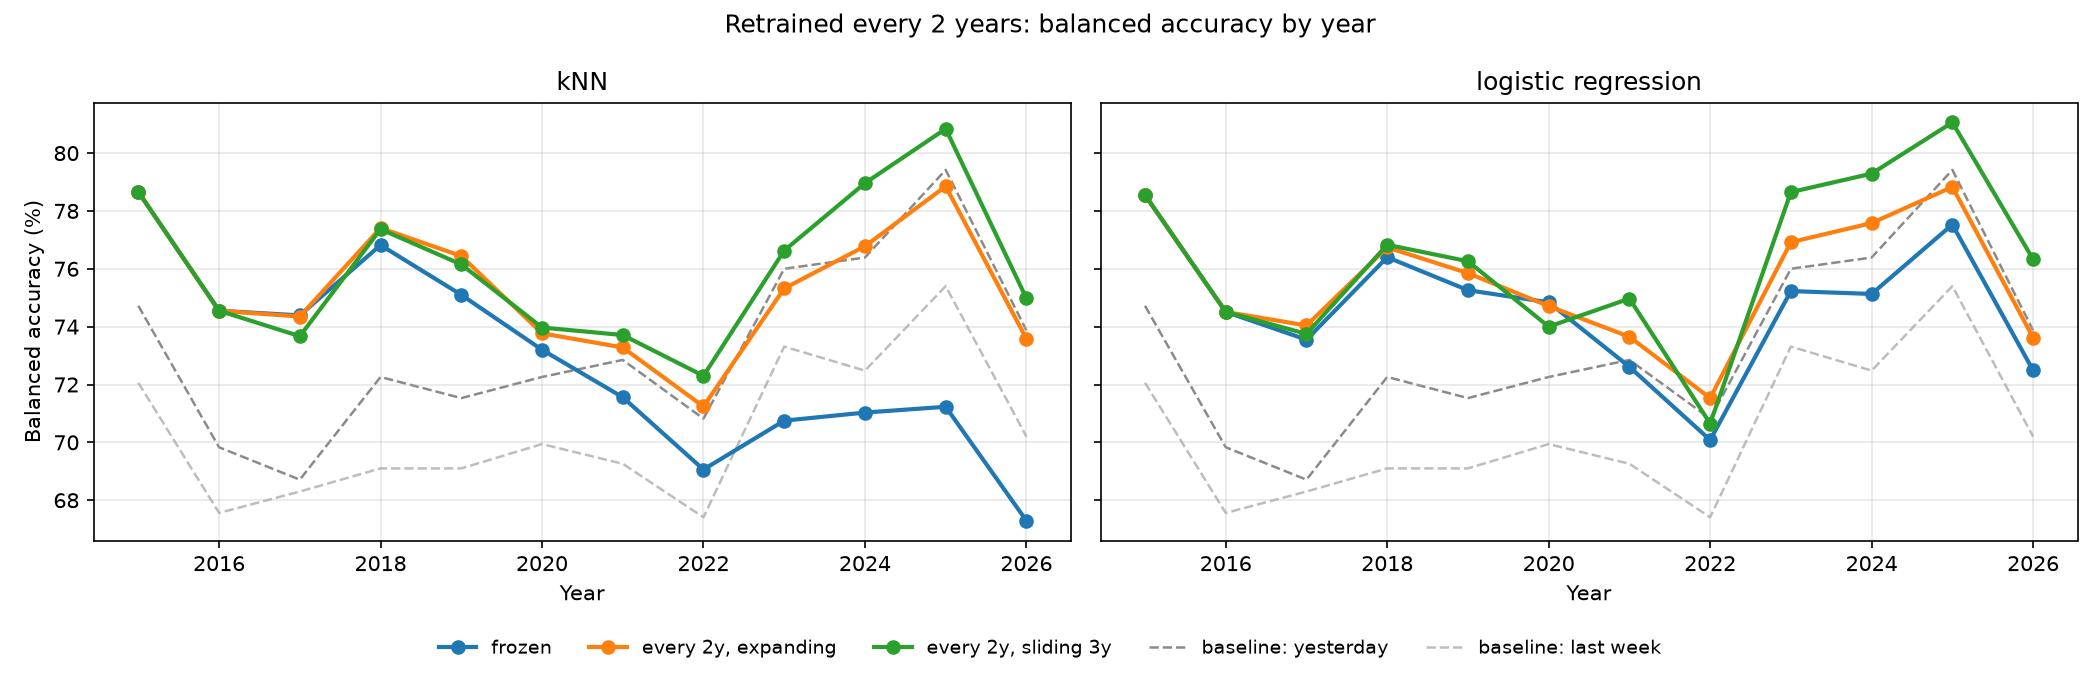 Retrained every 2 years: balanced accuracy by year
kNN
logistic regression
Balanced accuracy (%)
80
78
76
74
72
70
68
2016 2018 2020 2022 2024 2026
2016 2018 2020 2022 2024 2026
Year
Year
frozen
every 2y, expanding
every 2y, sliding 3y
baseline: yesterday
baseline: last week